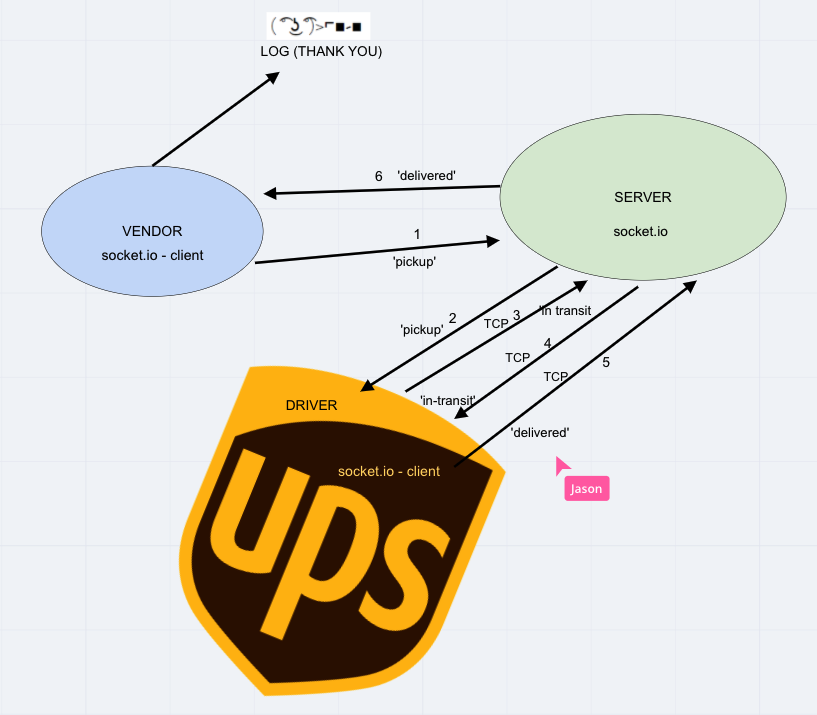 ( ͡° ͜ʖ ͡°)>⌐■-■
LOG (THANK YOU)
6 'delivered'
VENDOR
socket.io - client
1
'pickup'
SERVER
socket.io
2
'pickup'
TCP 3 'in transit
4
TCP
5
TCP
'in-transit'
'delivered'
DRIVER
socket.io - client
ups
Jason